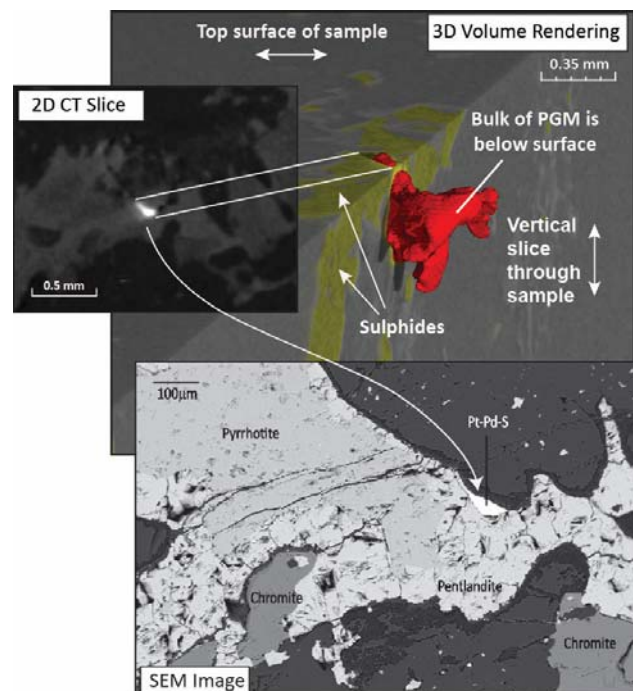 Top surface of sample
3D Volume Rendering
0.35 mm
2D CT Slice
Bulk of PGM is
below surface
Vertical
slice
through
sample
0.5 mm
Sulphides
100µm
Pt-Pd-S
Pyrrhotite
Chromite
Pentlandite
Chromite
SEM Image